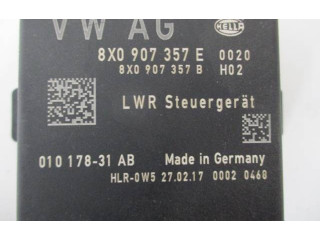 VW AG
HELLA
8X0 907 357 E 0020
8X0 907 357 B H02
LWR Steuergerät
010 178-31 AB Made in Germany
HLR-0W5 27.02.17 0002 0468